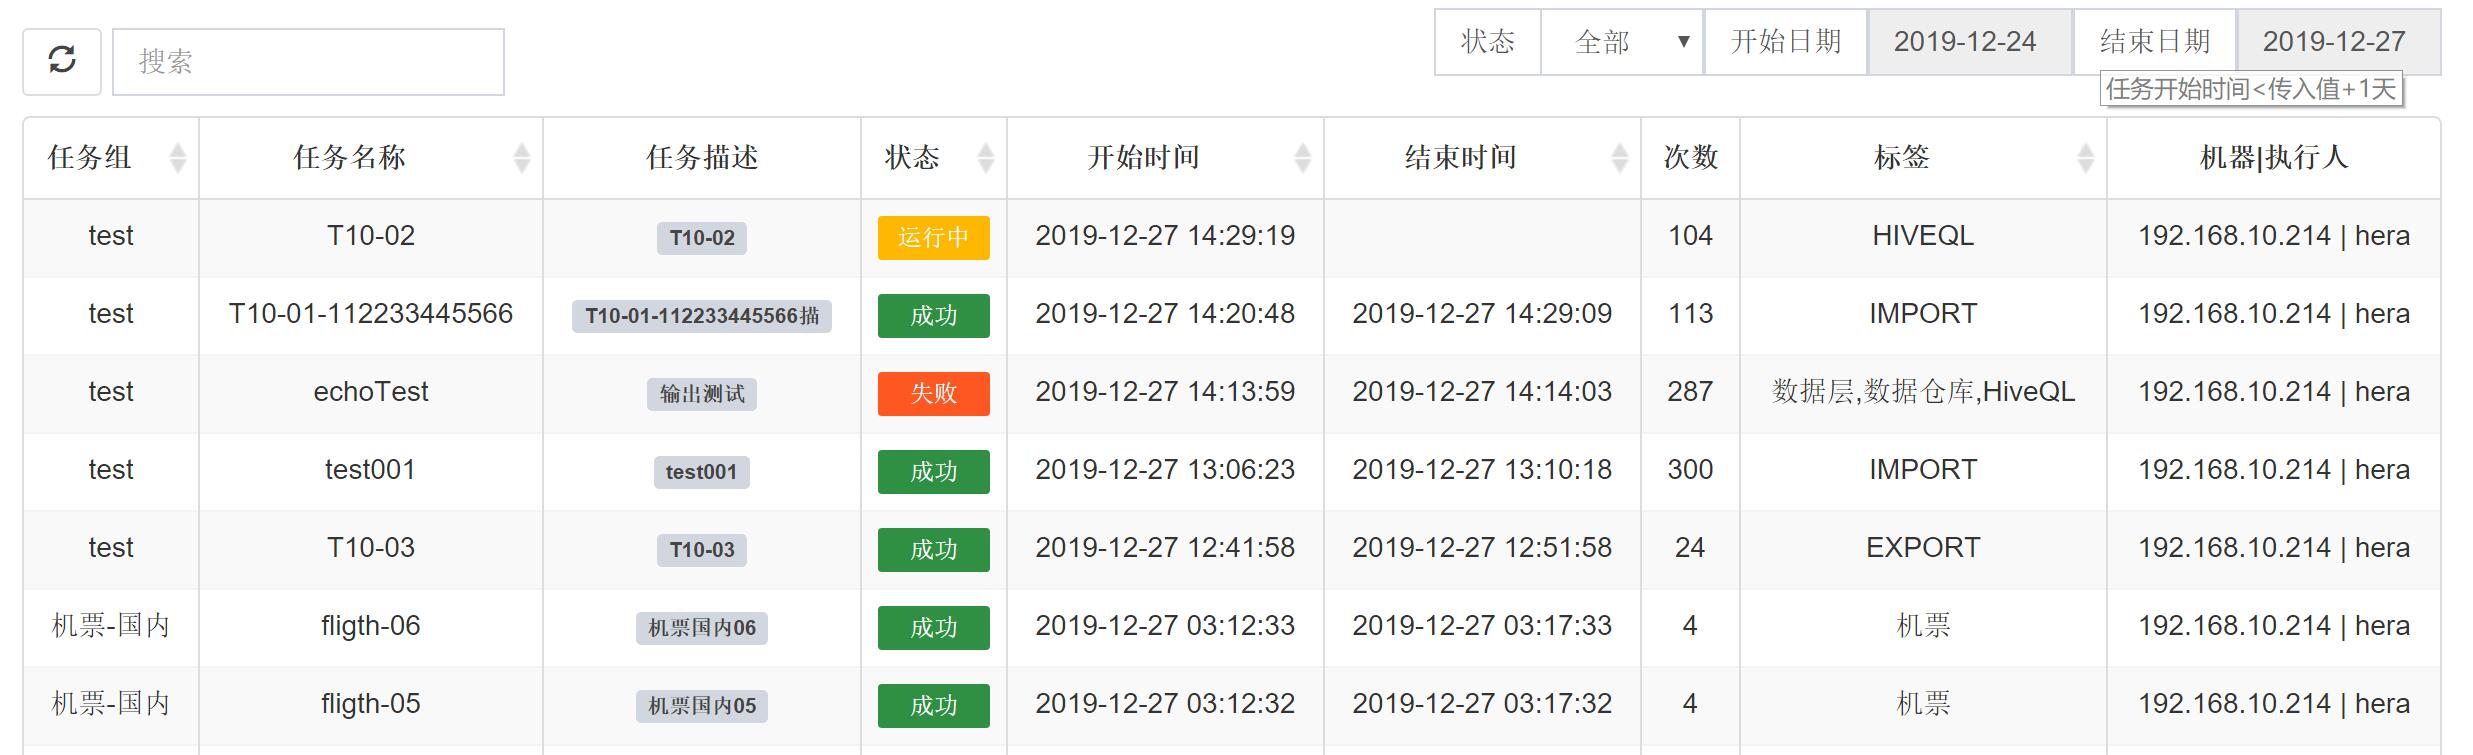 搜索
状态 全部 开始日期 2019-12-24 结束日期 2019-12-27
任务开始时间<传入值+1天
任务组 任务名称 任务描述 状态 开始时间 结束时间 次数 标签 机器|执行人
test T10-02 T10-02 运行中 2019-12-27 14:29:19 104 HIVEQL 192.168.10.214 | hera
test T10-01-112233445566 T10-01-112233445566描 成功 2019-12-27 14:20:48 2019-12-27 14:29:09 113 IMPORT 192.168.10.214 | hera
test echoTest 输出测试 失败 2019-12-27 14:13:59 2019-12-27 14:14:03 287 数据层,数据仓库,HiveQL 192.168.10.214 | hera
test test001 test001 成功 2019-12-27 13:06:23 2019-12-27 13:10:18 300 IMPORT 192.168.10.214 | hera
test T10-03 T10-03 成功 2019-12-27 12:41:58 2019-12-27 12:51:58 24 EXPORT 192.168.10.214 | hera
机票-国内 fligth-06 机票国内06 成功 2019-12-27 03:12:33 2019-12-27 03:17:33 4 机票 192.168.10.214 | hera
机票-国内 fligth-05 机票国内05 成功 2019-12-27 03:12:32 2019-12-27 03:17:32 4 机票 192.168.10.214 | hera